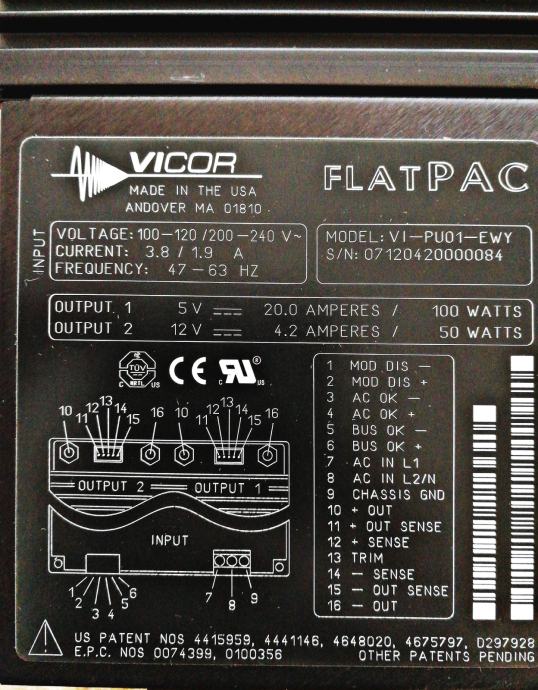 VICOR
FLATPAC
MADE IN THE USA
ANDOVER MA 01810
INPUT
VOLTAGE: 100-120 /200-240 V~
CURRENT: 3.8 / 1.9 A
FREQUENCY: 47-63 HZ
MODEL: VI-PU01-EWY
S/N: 07120420000084
OUTPUT 1 5 V 20.0 AMPERES / 100 WATTS
OUTPUT 2 12 V 4.2 AMPERES / 50 WATTS
TÜV
C NRTL US
CE
c RU ® US
10 11 12 13 14 15 16 10 11 12 13 14 15 16
OUTPUT 2 OUTPUT 1
INPUT
1 2 3 4 5 6 7 8 9
1 MOD DIS -
2 MOD DIS +
3 AC OK -
4 AC OK +
5 BUS OK -
6 BUS OK +
7 AC IN L1
8 AC IN L2/N
9 CHASSIS GND
10 + OUT
11 + OUT SENSE
12 + SENSE
13 TRIM
14 - SENSE
15 - OUT SENSE
16 - OUT
US PATENT NOS 4415959, 4441146, 4648020, 4675797, D297928
E.P.C. NOS 0074399, 0100356 OTHER PATENTS PENDING